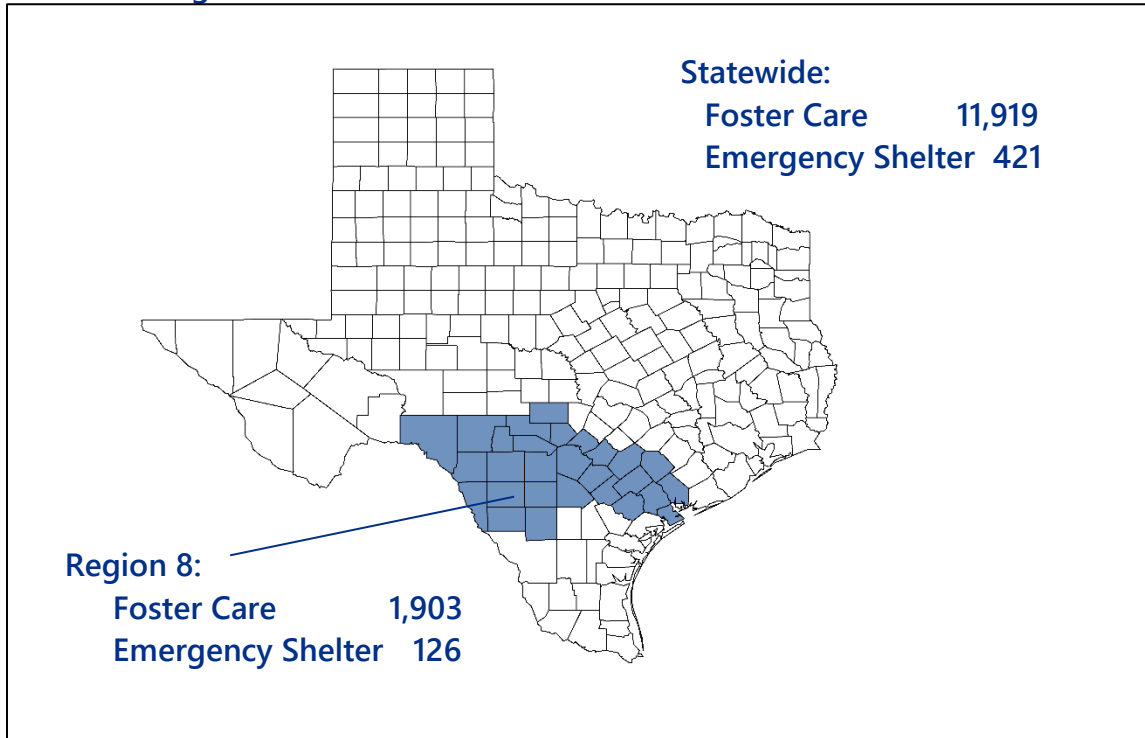 Statewide:
Foster Care 11,919
Emergency Shelter 421
Region 8:
Foster Care 1,903
Emergency Shelter 126